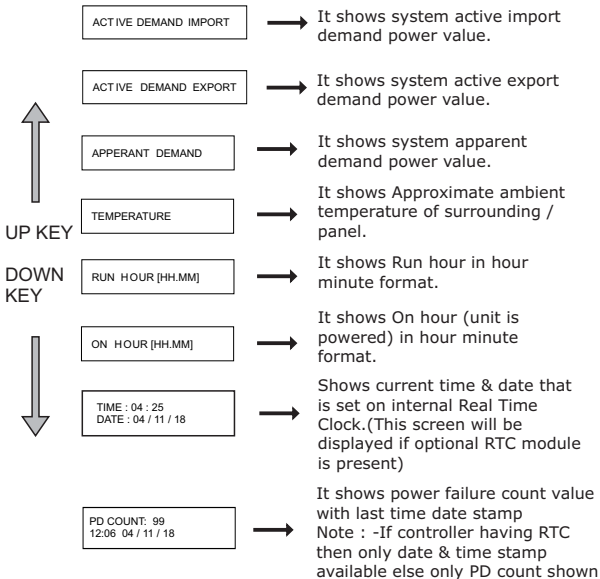 ACTIVE DEMAND IMPORT
It shows system active import
demand power value.
ACTIVE DEMAND EXPORT
It shows system active export
demand power value.
APPERANT DEMAND
It shows system apparent
demand power value.
UP KEY
TEMPERATURE
It shows Approximate ambient
temperature of surrounding /
panel.
DOWN
KEY
RUN HOUR [HH.MM]
It shows Run hour in hour
minute format.
ON HOUR [HH.MM]
It shows On hour (unit is
powered) in hour minute
format.
TIME : 04 : 25
DATE : 04 / 11 / 18
Shows current time & date that
is set on internal Real Time
Clock.(This screen will be
displayed if optional RTC module
is present)
PD COUNT: 99
12:06 04 / 11 / 18
It shows power failure count value
with last time date stamp
Note : -If controller having RTC
then only date & time stamp
available else only PD count shown